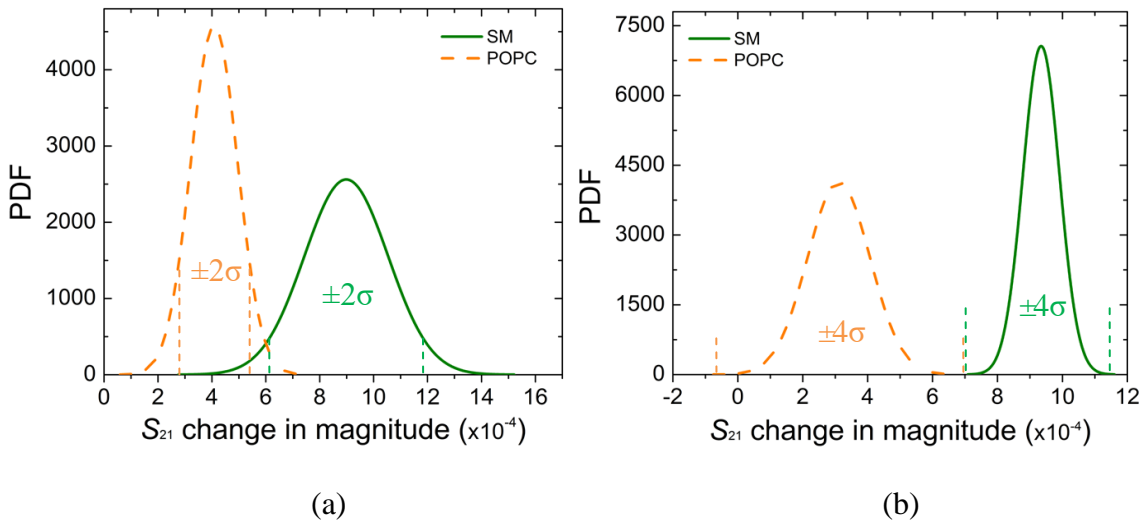 SM
POPC
4000
3000
2000
1000
0
PDF
±2σ
±2σ
0 2 4 6 8 10 12 14 16
S21 change in magnitude (x10-4)
(a)
SM
POPC
7500
6000
4500
3000
1500
0
PDF
±4σ
±4σ
-2 0 2 4 6 8 10 12
S21 change in magnitude (x10-4)
(b)